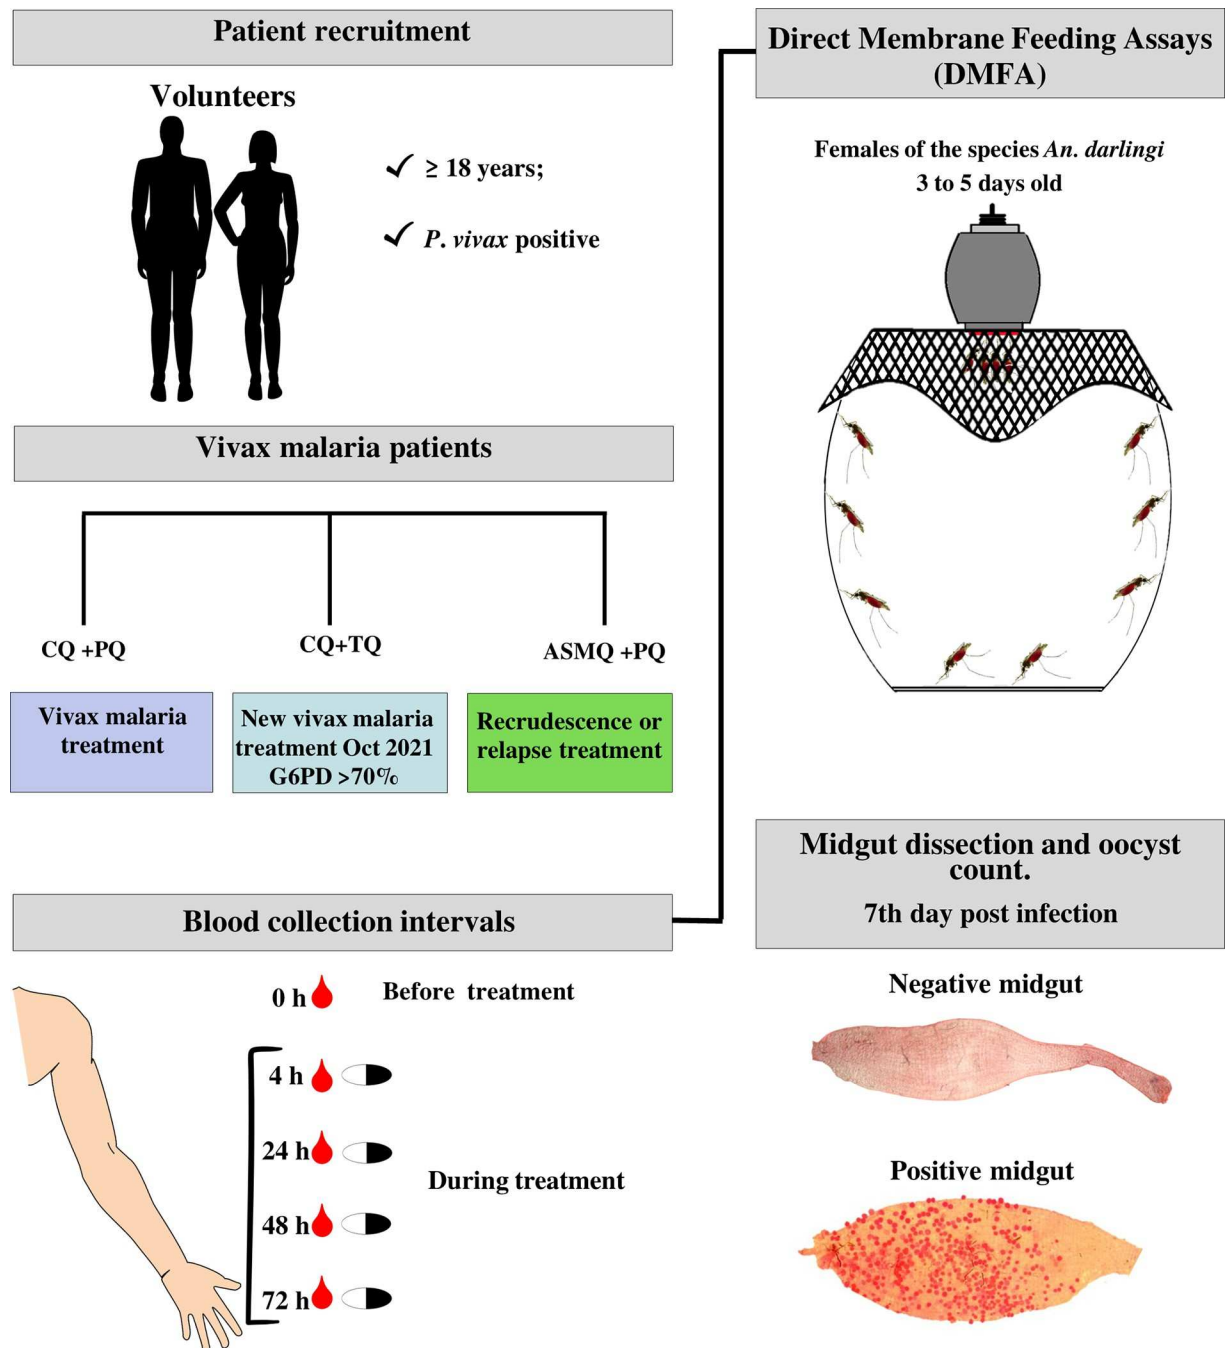 Patient recruitment
Volunteers
≥ 18 years;
P. vivax positive
Vivax malaria patients
CQ +PQ
CQ+TQ
ASMQ +PQ
Vivax malaria
treatment
New vivax malaria
treatment Oct 2021
G6PD >70%
Recrudescence or
relapse treatment
Blood collection intervals
0 h
Before treatment
4 h
24 h
48 h
72 h
During treatment
Direct Membrane Feeding Assays
(DMFA)
Females of the species An. darlingi
3 to 5 days old
Midgut dissection and oocyst
count.
7th day post infection
Negative midgut
Positive midgut